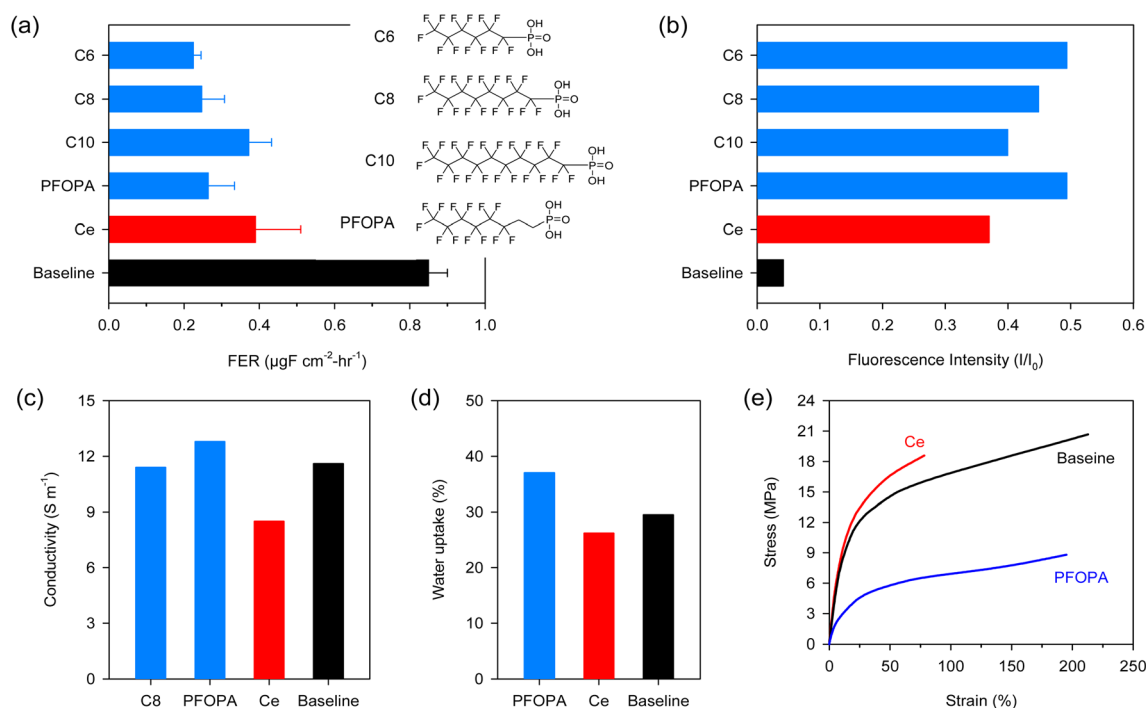 (a)
C6
C8
C10
PFOPA
Ce
Baseline
0.0 0.2 0.4 0.6 0.8 1.0
FER (µgF cm⁻²-hr⁻¹)
C6
F F F F F F
F P=O
F F F F F F F
OH
OH
C8
F F F F F F F F
F P=O
F F F F F F F F
OH
OH
C10
PFOPA
(b)
C6
C8
C10
PFOPA
Ce
Baseline
0.0 0.1 0.2 0.3 0.4 0.5 0.6
Fluorescence Intensity (I/I₀)
(c)
Conductivity (S m⁻¹)
15
12
9
6
3
0
C8 PFOPA Ce Baseline
(d)
Water uptake (%)
50
40
30
20
10
0
PFOPA Ce Baseline
(e)
Stress (MPa)
24
21
18
15
12
9
6
3
0
Ce
Baseine
PFOPA
0 50 100 150 200 250
Strain (%)